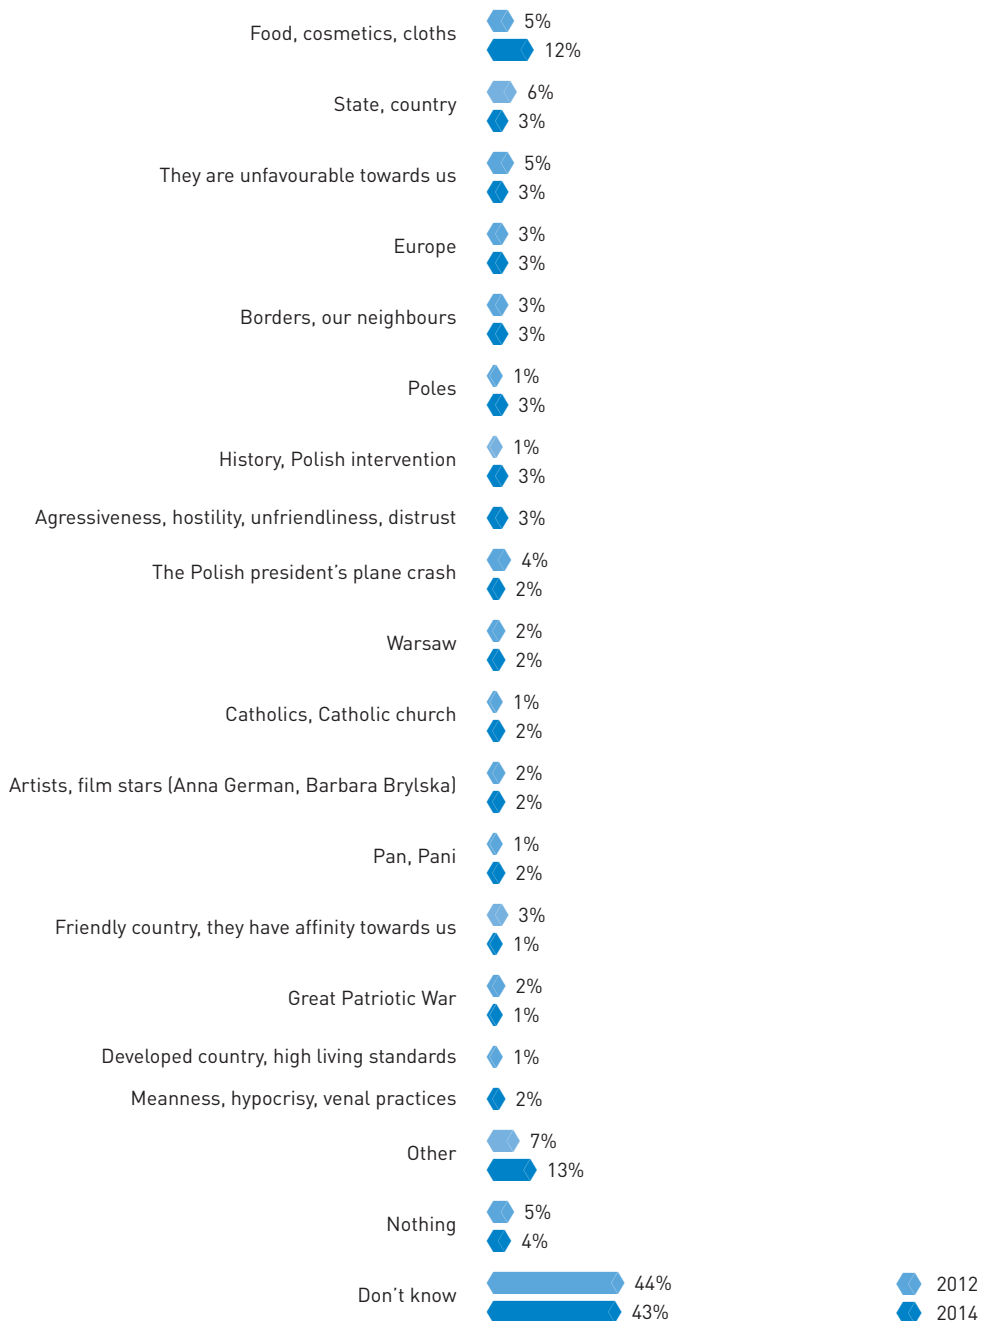 Food, cosmetics, cloths
5%
12%
State, country
6%
3%
They are unfavourable towards us
5%
3%
Europe
3%
3%
Borders, our neighbours
3%
3%
Poles
1%
3%
History, Polish intervention
1%
3%
Agressiveness, hostility, unfriendliness, distrust
3%
The Polish president's plane crash
4%
2%
Warsaw
2%
2%
Catholics, Catholic church
1%
2%
Artists, film stars (Anna German, Barbara Brylska)
2%
2%
Pan, Pani
1%
2%
Friendly country, they have affinity towards us
3%
1%
Great Patriotic War
2%
1%
Developed country, high living standards
1%
Meanness, hypocrisy, venal practices
2%
Other
7%
13%
Nothing
5%
4%
Don't know
44%
43%
2012
2014